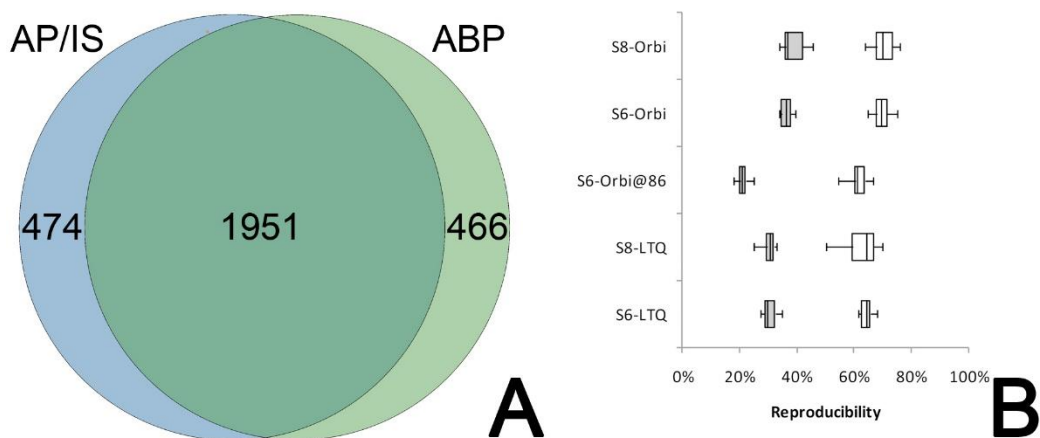 AP/IS
ABP
474
1951
466
A
S8-Orbi
S6-Orbi
S6-Orbi@86
S8-LTQ
S6-LTQ
0% 20% 40% 60% 80% 100%
Reproducibility
B